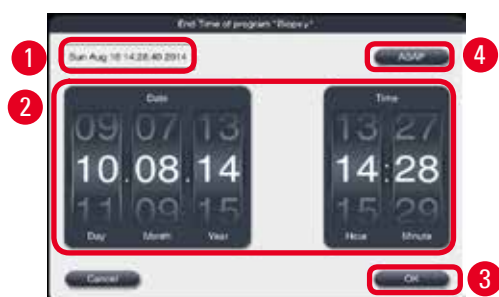 End Time of program "Biopsy"
1
Sun Aug 10 14:28:40 2014
ASAP
4
2
Date
Time
09 07 13
13 27
10.08.14
14:28
11 09 15
15 29
Day Month Year
Hour Minute
Cancel
OK
3